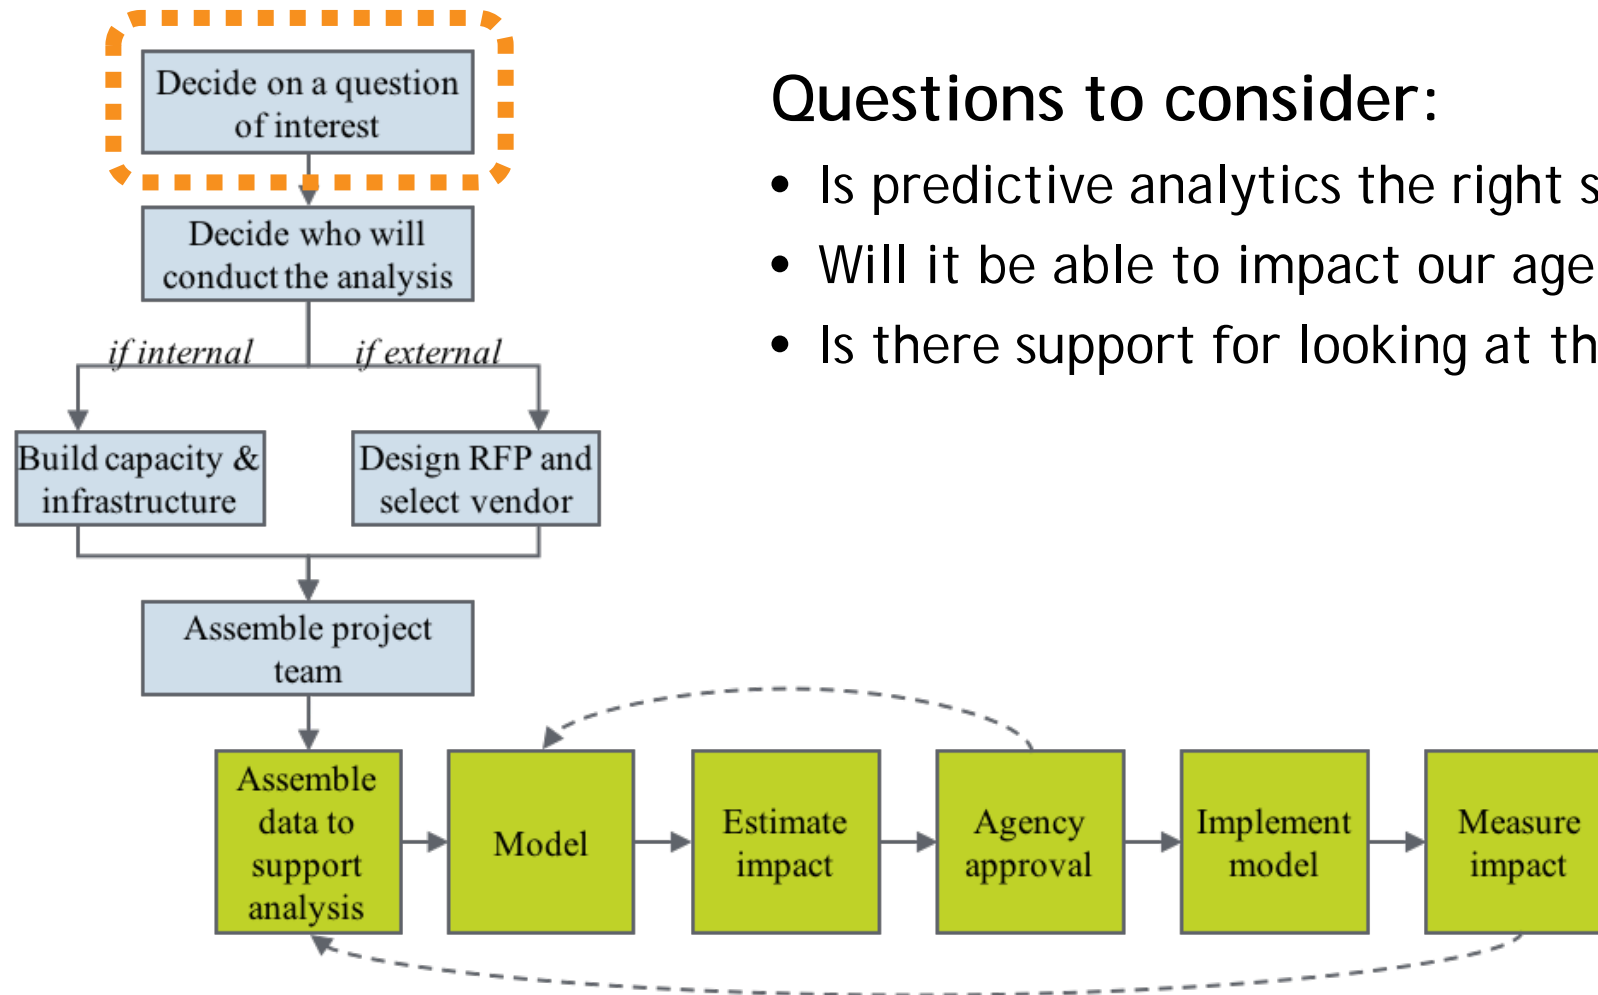 Decide on a question
of interest
Decide who will
conduct the analysis
if internal
if external
Build capacity &
infrastructure
Design RFP and
select vendor
Assemble project
team
Assemble
data to
support
analysis
Model
Estimate
impact
Agency
approval
Implement
model
Measure
impact
Questions to consider:
• Is predictive analytics the right
• Will it be able to impact our
• Is there support for looking at